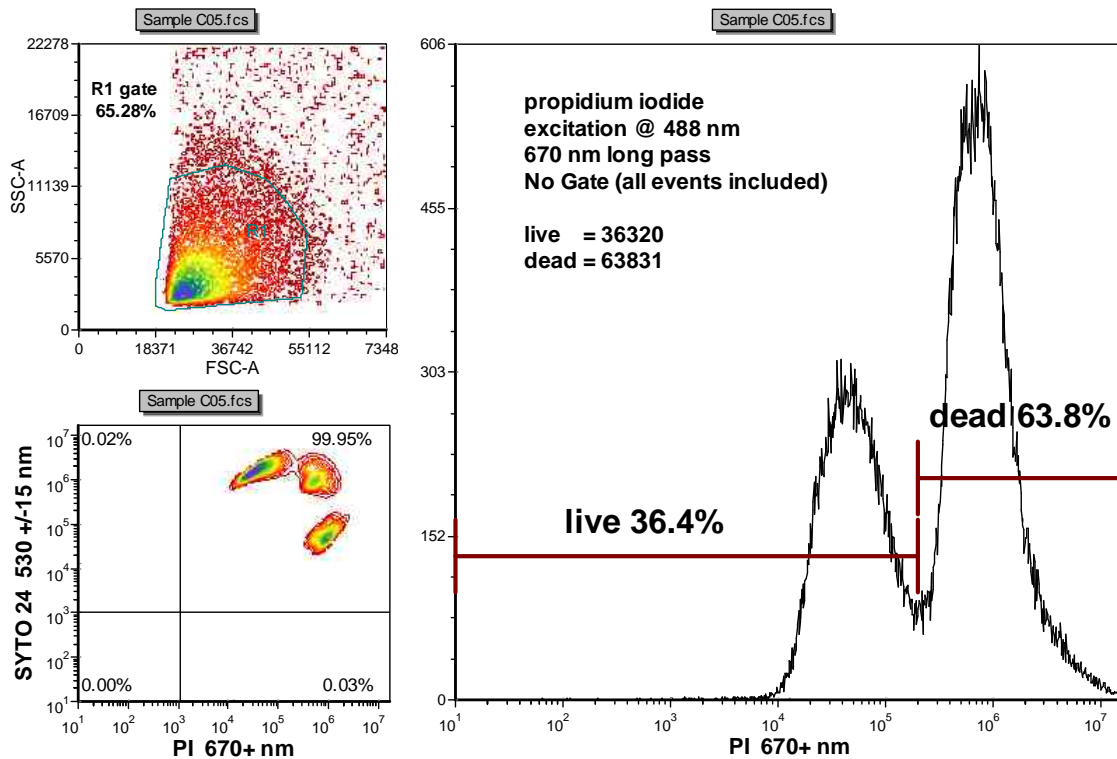 Sample C05.fcs
22278
16709
11139
5570
0
SSC-A
R1 gate
65.28%
R1
0 18371 36742 55112 7348
FSC-A
Sample C05.fcs
0.02% 99.95%
0.00% 0.03%
10^7
10^6
10^5
10^4
10^3
10^2
10^1
SYTO 24 530 +/-15 nm
10^1 10^2 10^3 10^4 10^5 10^6 10^7
PI 670+ nm
Sample C05.fcs
606
455
303
152
0
propidium iodide
excitation @ 488 nm
670 nm long pass
No Gate (all events included)
live = 36320
dead = 63831
dead 63.8%
live 36.4%
10^1 10^2 10^3 10^4 10^5 10^6 10^7
PI 670+ nm